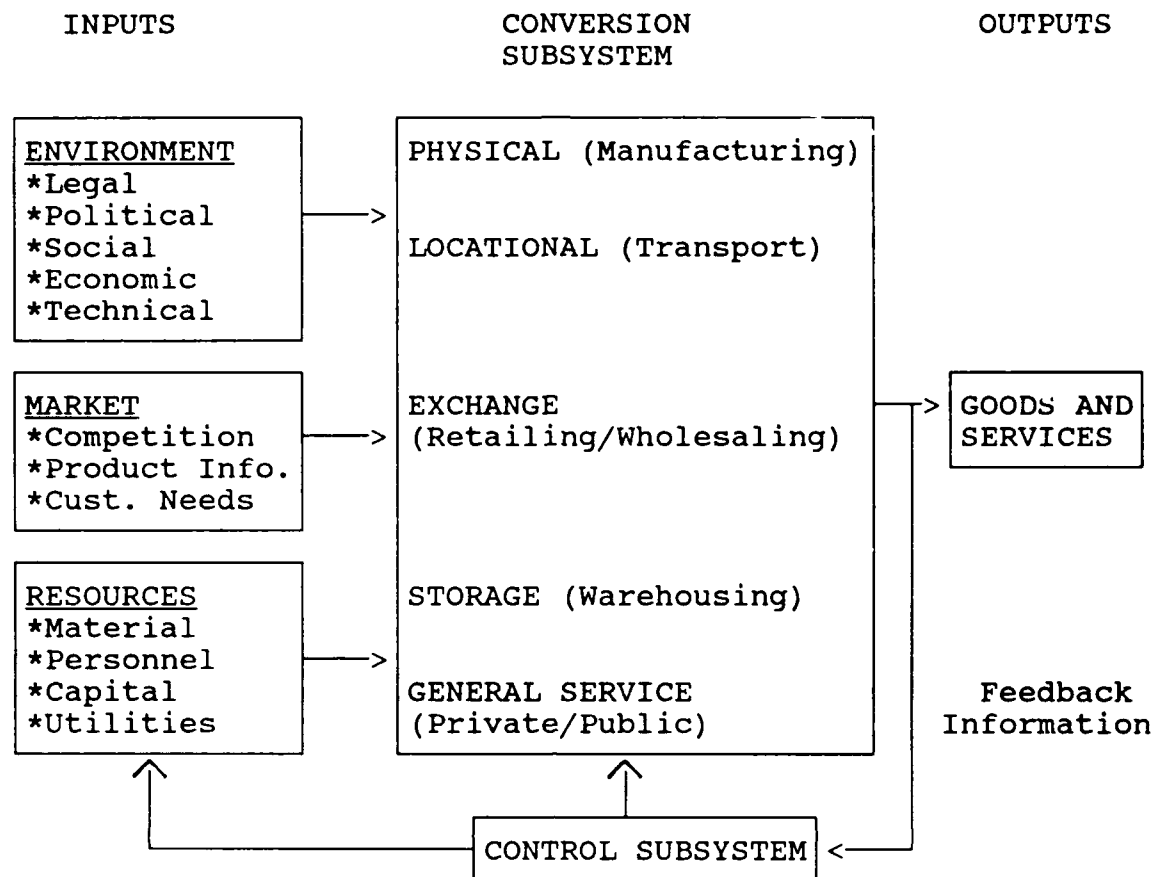 INPUTS
CONVERSION
SUBSYSTEM
OUTPUTS
ENVIRONMENT
*Legal
*Political
*Social
*Economic
*Technical
MARKET
*Competition
*Product Info.
*Cust. Needs
RESOURCES
*Material
*Personnel
*Capital
*Utilities
PHYSICAL (Manufacturing)
LOCATIONAL (Transport)
EXCHANGE
(Retailing/Wholesaling)
STORAGE (Warehousing)
GENERAL SERVICE
(Private/Public)
GOODS AND
SERVICES
Feedback
Information
CONTROL SUBSYSTEM